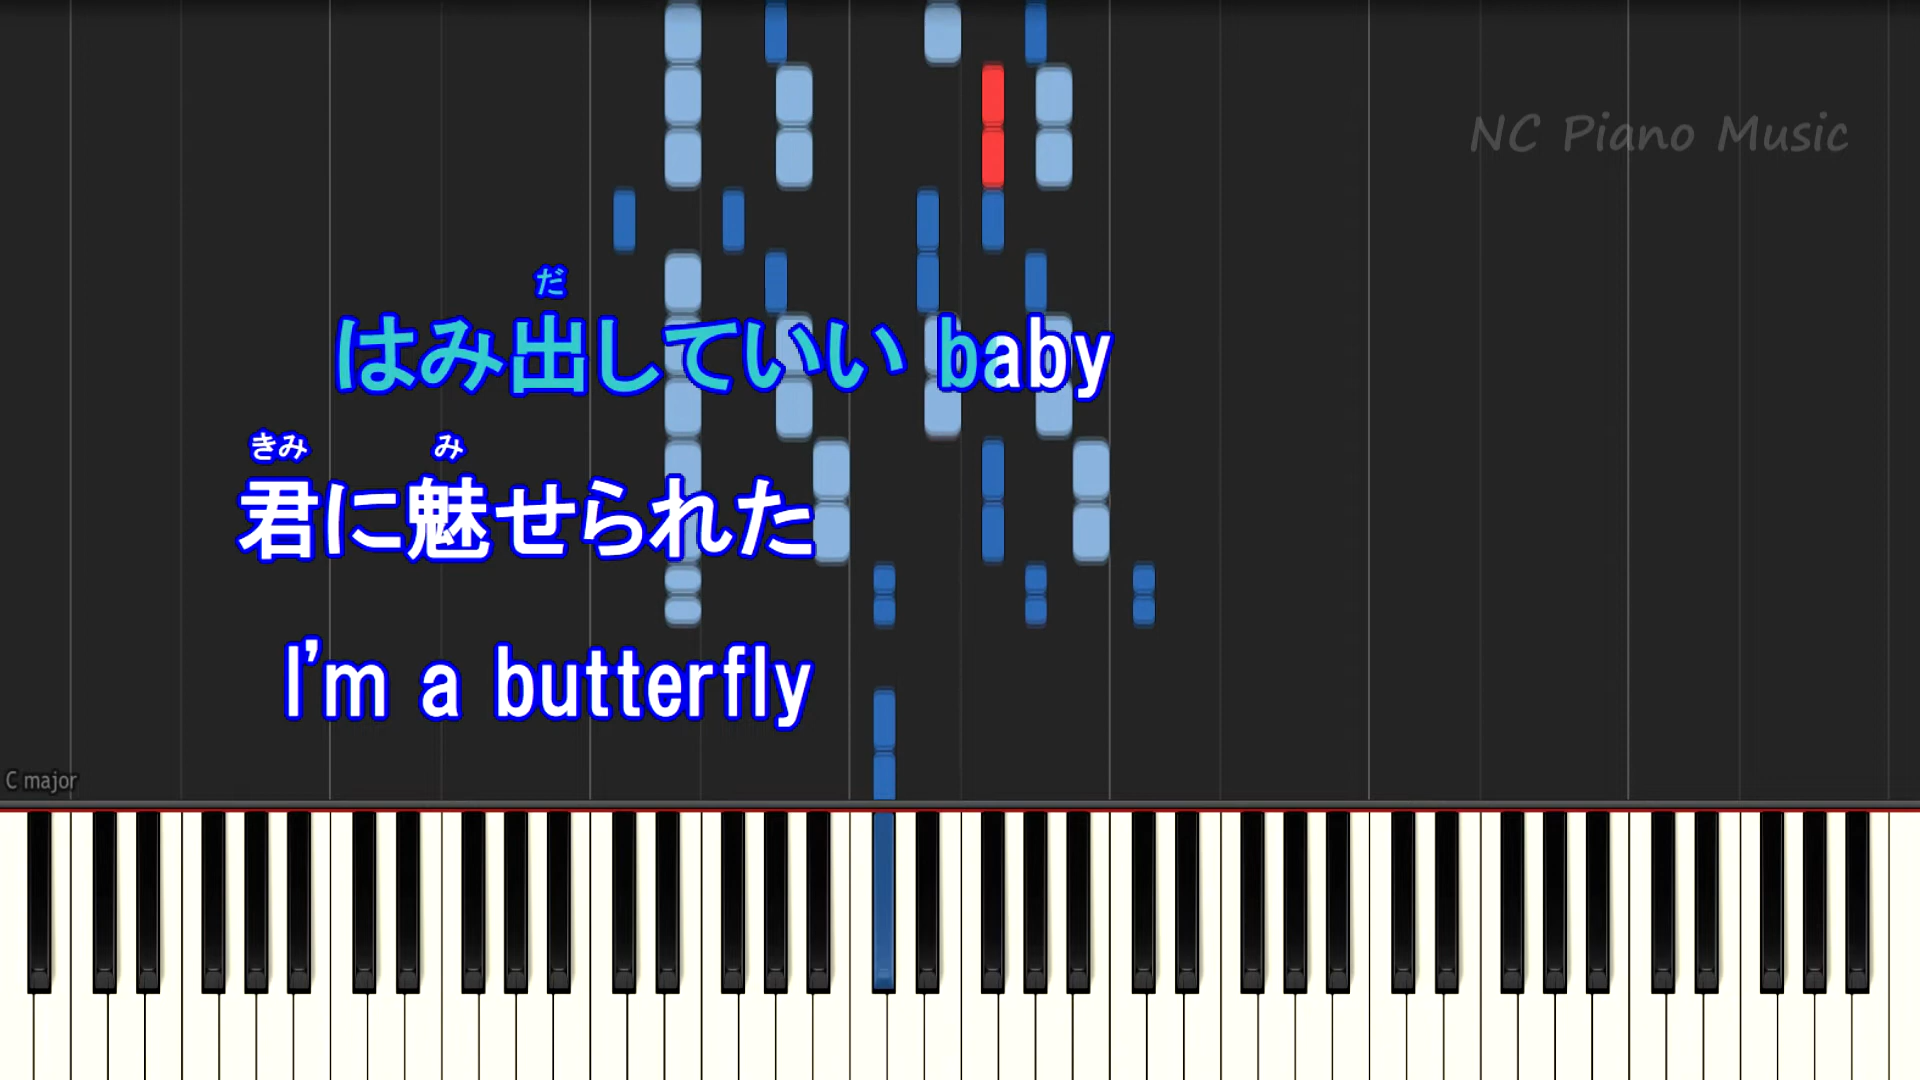 NC Piano Music
だ
はみ出していい baby
きみ み
君に魅せられた
I'm a butterfly
C major